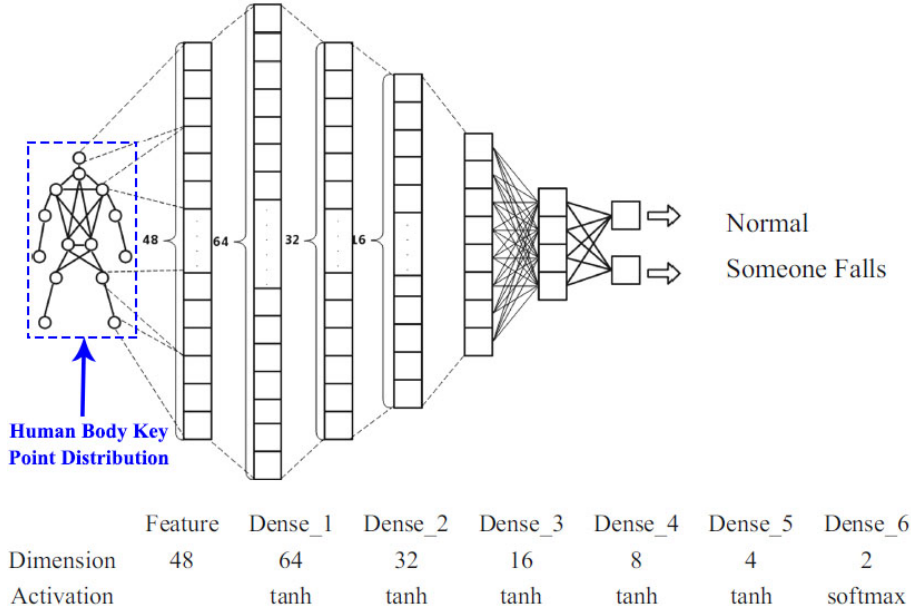 48
64
32
16
Normal
Someone Falls
Human Body Key
Point Distribution
Feature Dense_1 Dense_2 Dense_3 Dense_4 Dense_5 Dense_6
Dimension 48 64 32 16 8 4 2
Activation tanh tanh tanh tanh tanh softmax